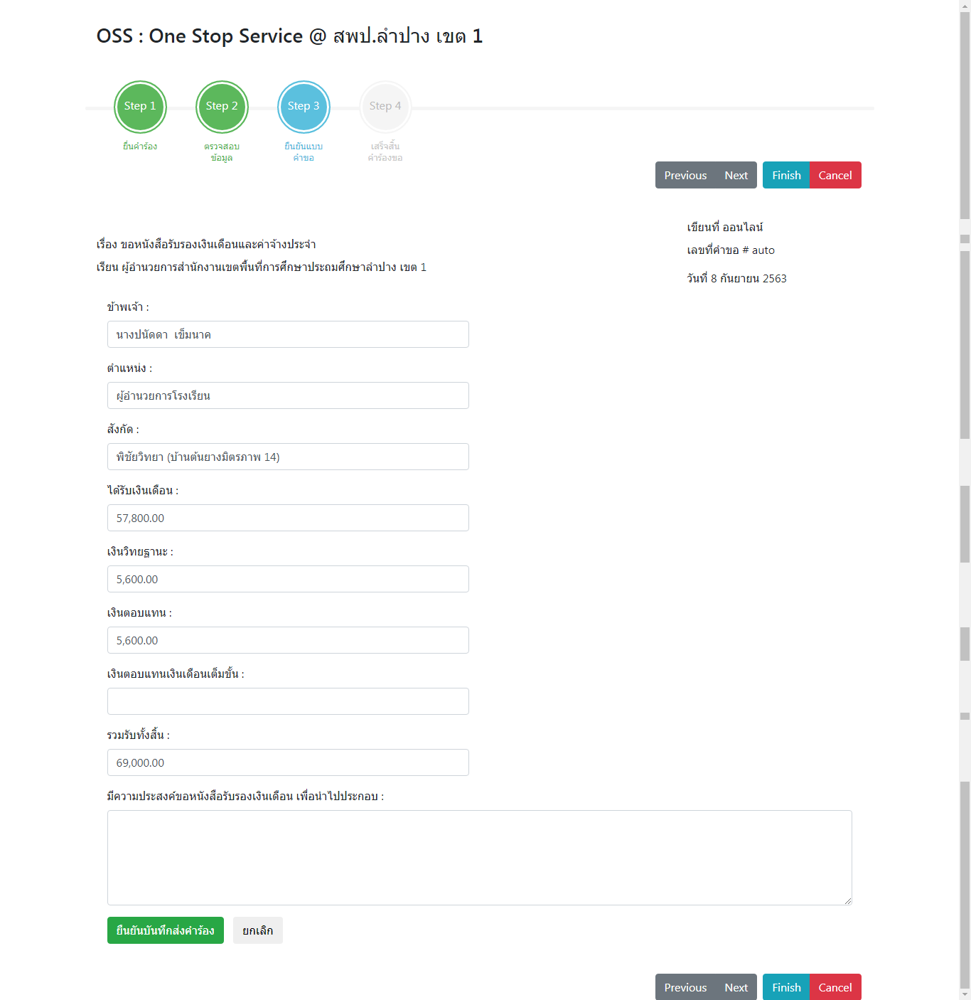 OSS : One Stop Service @ สพป.ลำปาง เขต 1
Step 1
Step 2
Step 3
Step 4
ยื่นคำร้อง
ตรวจสอบ
ข้อมูล
ยืนยันแบบ
คำขอ
เสร็จสิ้น
คำร้องขอ
Previous Next Finish Cancel
เขียนที่ ออนไลน์
เลขที่คำขอ # auto
วันที่ 8 กันยายน 2563
เรื่อง ขอหนังสือรับรองเงินเดือนและค่าจ้างประจำ
เรียน ผู้อำนวยการสำนักงานเขตพื้นที่การศึกษาประถมศึกษาลำปาง เขต 1
ข้าพเจ้า :
นางปนัดดา เข็มนาค
ตำแหน่ง :
ผู้อำนวยการโรงเรียน
สังกัด :
พิชัยวิทยา (บ้านต้นยางมิตรภาพ 14)
ได้รับเงินเดือน :
57,800.00
เงินวิทยฐานะ :
5,600.00
เงินตอบแทน :
5,600.00
เงินตอบแทนเงินเดือนเต็มขั้น :
รวมรับทั้งสิ้น :
69,000.00
มีความประสงค์ขอหนังสือรับรองเงินเดือน เพื่อนำไปประกอบ :
ยืนยันบันทึกส่งคำร้อง ยกเลิก
Previous Next Finish Cancel